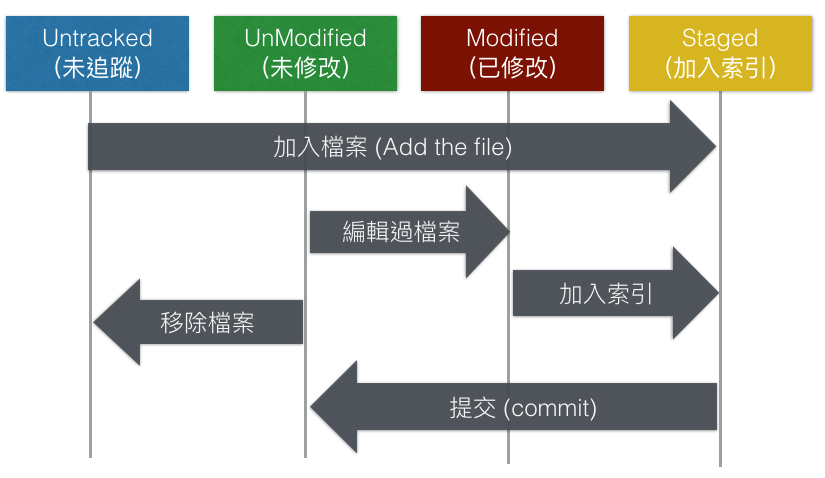 Untracked
(未追蹤)
UnModified
(未修改)
Modified
(已修改)
Staged
(加入索引)
加入檔案 (Add the file)
編輯過檔案
加入索引
移除檔案
提交 (commit)